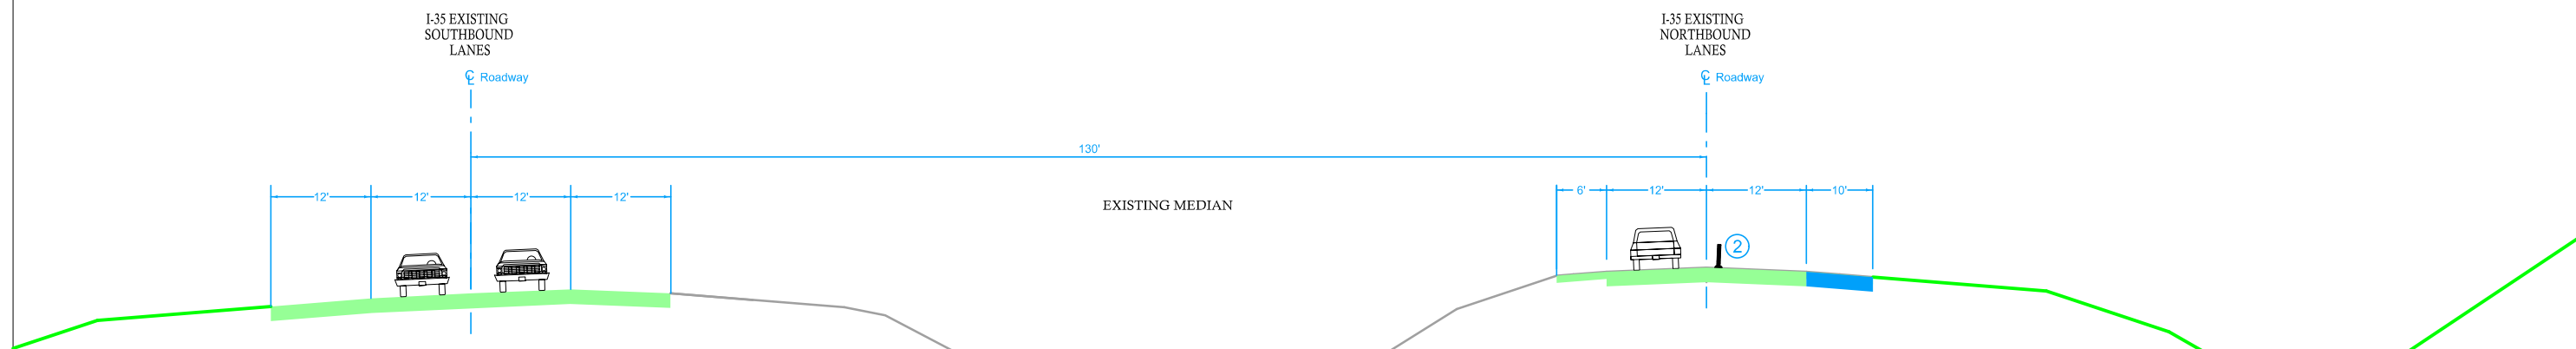 I-35 EXISTING
SOUTHBOUND
LANES
I-35 EXISTING
NORTHBOUND
LANES
℄ Roadway
℄ Roadway
130'
12'
12'
12'
12'
6'
12'
12'
10'
EXISTING MEDIAN
2